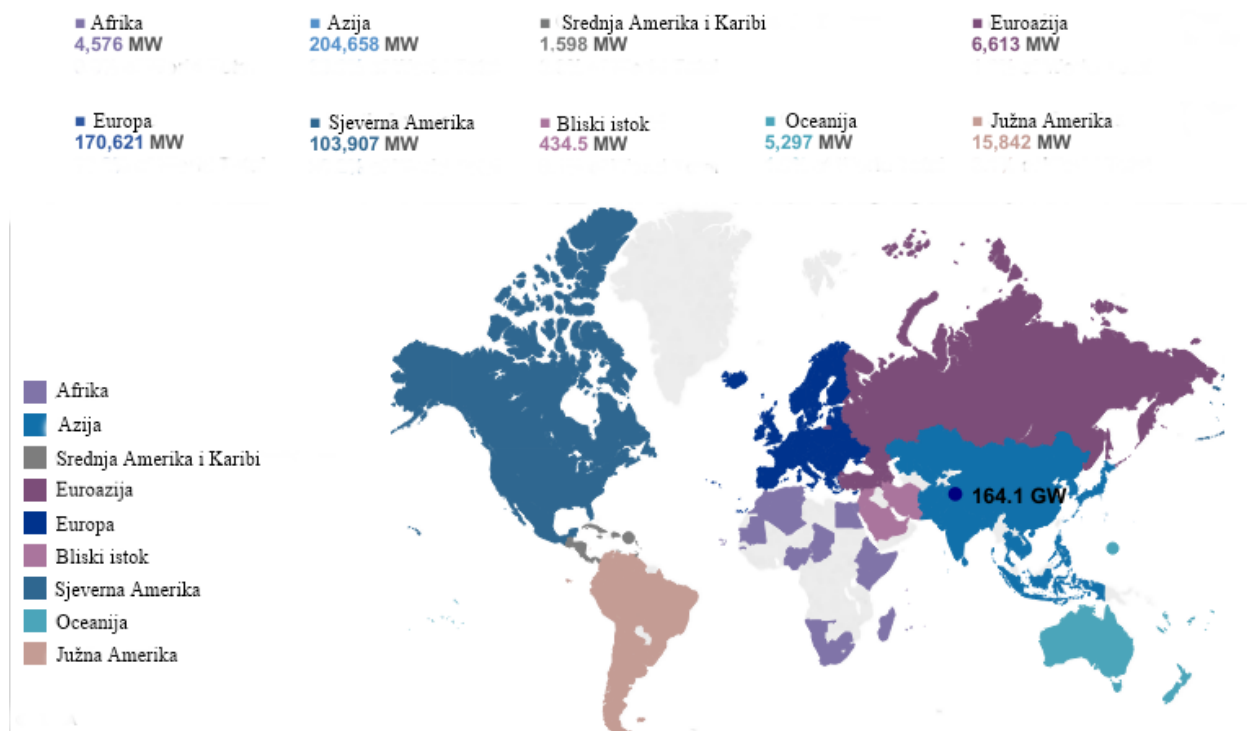 Afrika
4,576 MW
Azija
204,658 MW
Srednja Amerika i Karibi
1.598 MW
Euroazija
6,613 MW
Europa
170,621 MW
Sjeverna Amerika
103,907 MW
Bliski istok
434.5 MW
Oceanija
5,297 MW
Južna Amerika
15,842 MW
Afrika
Azija
Srednja Amerika i Karibi
Euroazija
Europa
Bliski istok
Sjeverna Amerika
Oceanija
Južna Amerika
164.1 GW